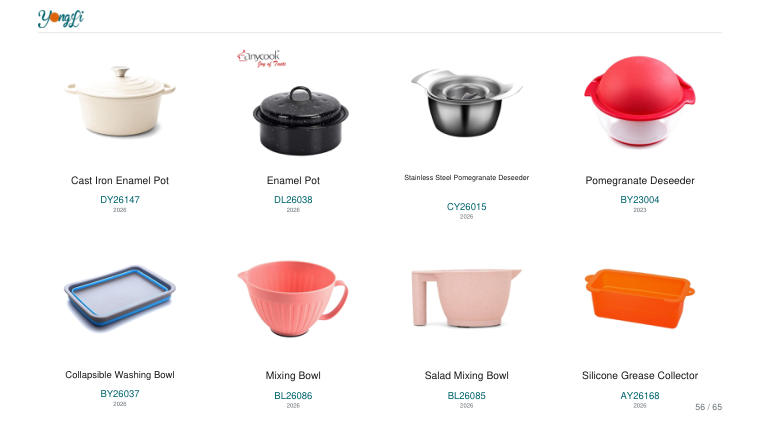 YongLi
anycook
Joy of Taste
Cast Iron Enamel Pot
DY26147
2026
Enamel Pot
DL26038
2026
Stainless Steel Pomegranate Deseeder
CY26015
2026
Pomegranate Deseeder
BY23004
2023
Collapsible Washing Bowl
BY26037
2026
Mixing Bowl
BL26086
2026
Salad Mixing Bowl
BL26085
2026
Silicone Grease Collector
AY26168
2026
56 / 65